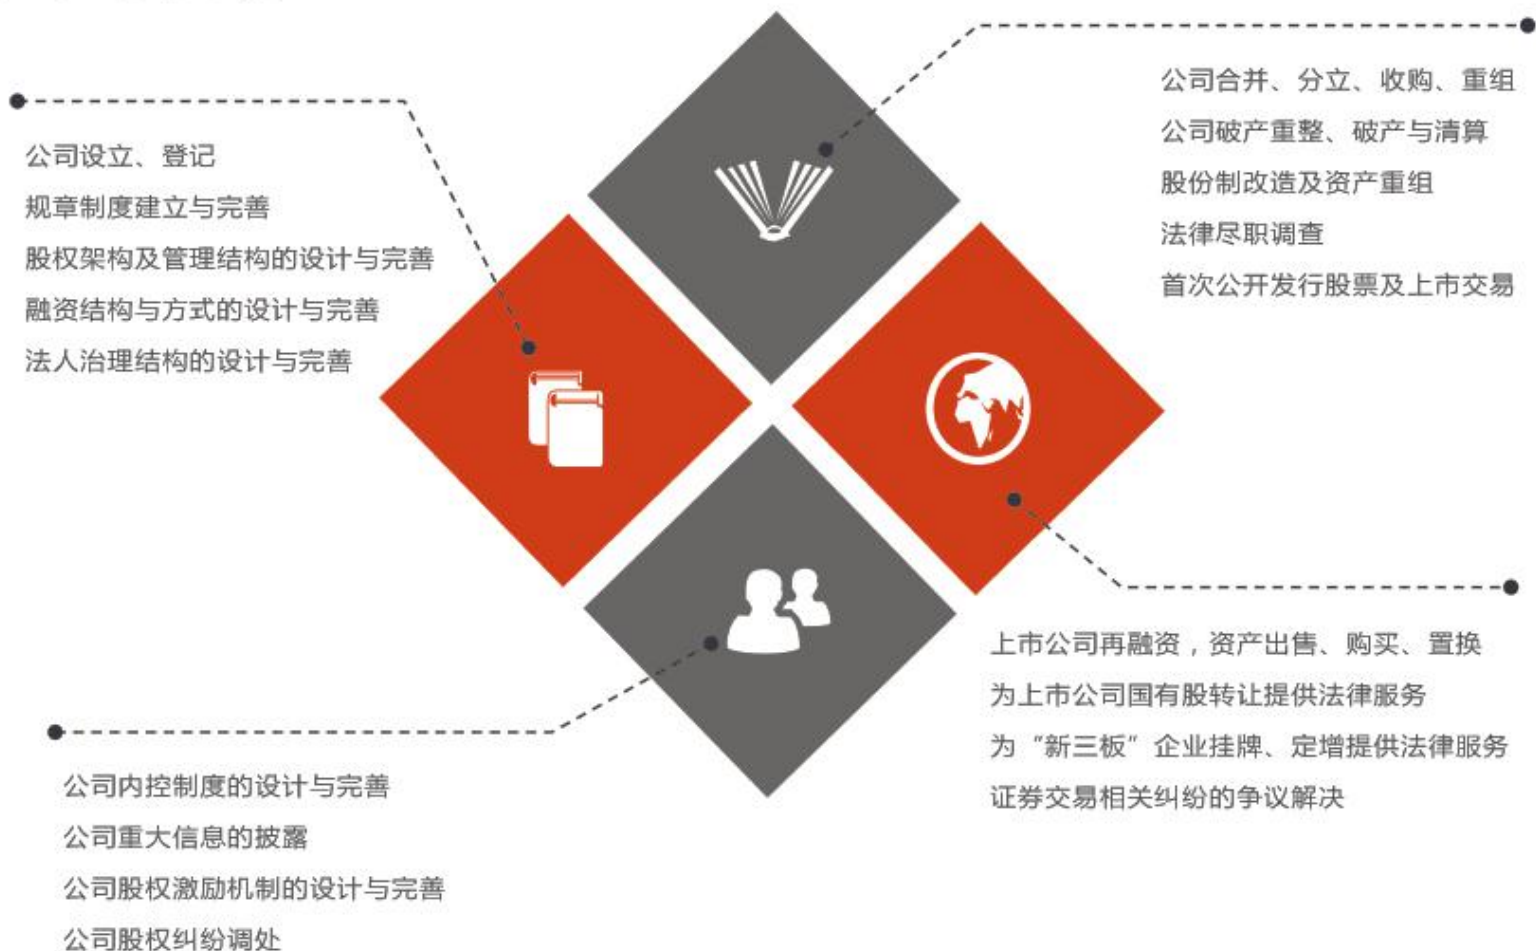 公司设立、登记
规章制度建立与完善
股权架构及管理结构的设计与完善
融资结构与方式的设计与完善
法人治理结构的设计与完善
公司合并、分立、收购、重组
公司破产重整、破产与清算
股份制改造及资产重组
法律尽职调查
首次公开发行股票及上市交易
公司内控制度的设计与完善
公司重大信息的披露
公司股权激励机制的设计与完善
公司股权纠纷调处
上市公司再融资，资产出售、购买、置换
为上市公司国有股转让提供法律服务
为“新三板”企业挂牌、定增提供法律服务
证券交易相关纠纷的争议解决